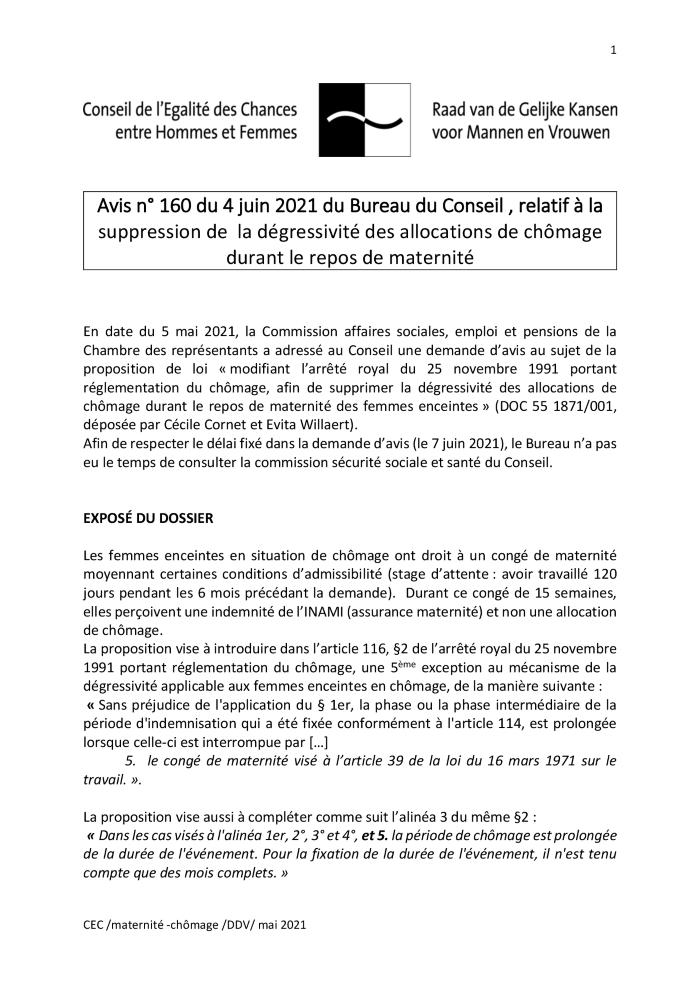 1
Conseil de l'Egalité des Chances
entre Hommes et Femmes
Raad van de Gelijke Kansen
voor Mannen en Vrouwen
Avis n° 160 du 4 juin 2021 du Bureau du Conseil , relatif à la
suppression de  la dégressivité des allocations de chômage
durant le repos de maternité
En date du 5 mai 2021, la Commission affaires sociales, emploi et pensions de la
Chambre des représentants a adressé au Conseil une demande d'avis au sujet de la
proposition de loi « modifiant l'arrêté royal du 25 novembre 1991 portant
réglementation du chômage, afin de supprimer la dégressivité des allocations de
chômage durant le repos de maternité des femmes enceintes » (DOC 55 1871/001,
déposée par Cécile Cornet et Evita Willaert).
Afin de respecter le délai fixé dans la demande d'avis (le 7 juin 2021), le Bureau n'a pas
eu le temps de consulter la commission sécurité sociale et santé du Conseil.
EXPOSÉ DU DOSSIER
Les femmes enceintes en situation de chômage ont droit à un congé de maternité
moyennant certaines conditions d'admissibilité (stage d'attente : avoir travaillé 120
jours pendant les 6 mois précédant la demande).  Durant ce congé de 15 semaines,
elles perçoivent une indemnité de l'INAMI (assurance maternité) et non une allocation
de chômage.
La proposition vise à introduire dans l'article 116, §2 de l'arrêté royal du 25 novembre
1991 portant réglementation du chômage, une 5ème exception au mécanisme de la
dégressivité applicable aux femmes enceintes en chômage, de la manière suivante :
« Sans préjudice de l'application du § 1er, la phase ou la phase intermédiaire de la
période d'indemnisation qui a été fixée conformément à l'article 114, est prolongée
lorsque celle-ci est interrompue par […]
5.  le congé de maternité visé à l'article 39 de la loi du 16 mars 1971 sur le
travail. ».
La proposition vise aussi à compléter comme suit l'alinéa 3 du même §2 :
« Dans les cas visés à l'alinéa 1er, 2°, 3° et 4°, et 5. la période de chômage est prolongée
de la durée de l'événement. Pour la fixation de la durée de l'événement, il n'est tenu
compte que des mois complets. »
CEC /maternité -chômage /DDV/ mai 2021